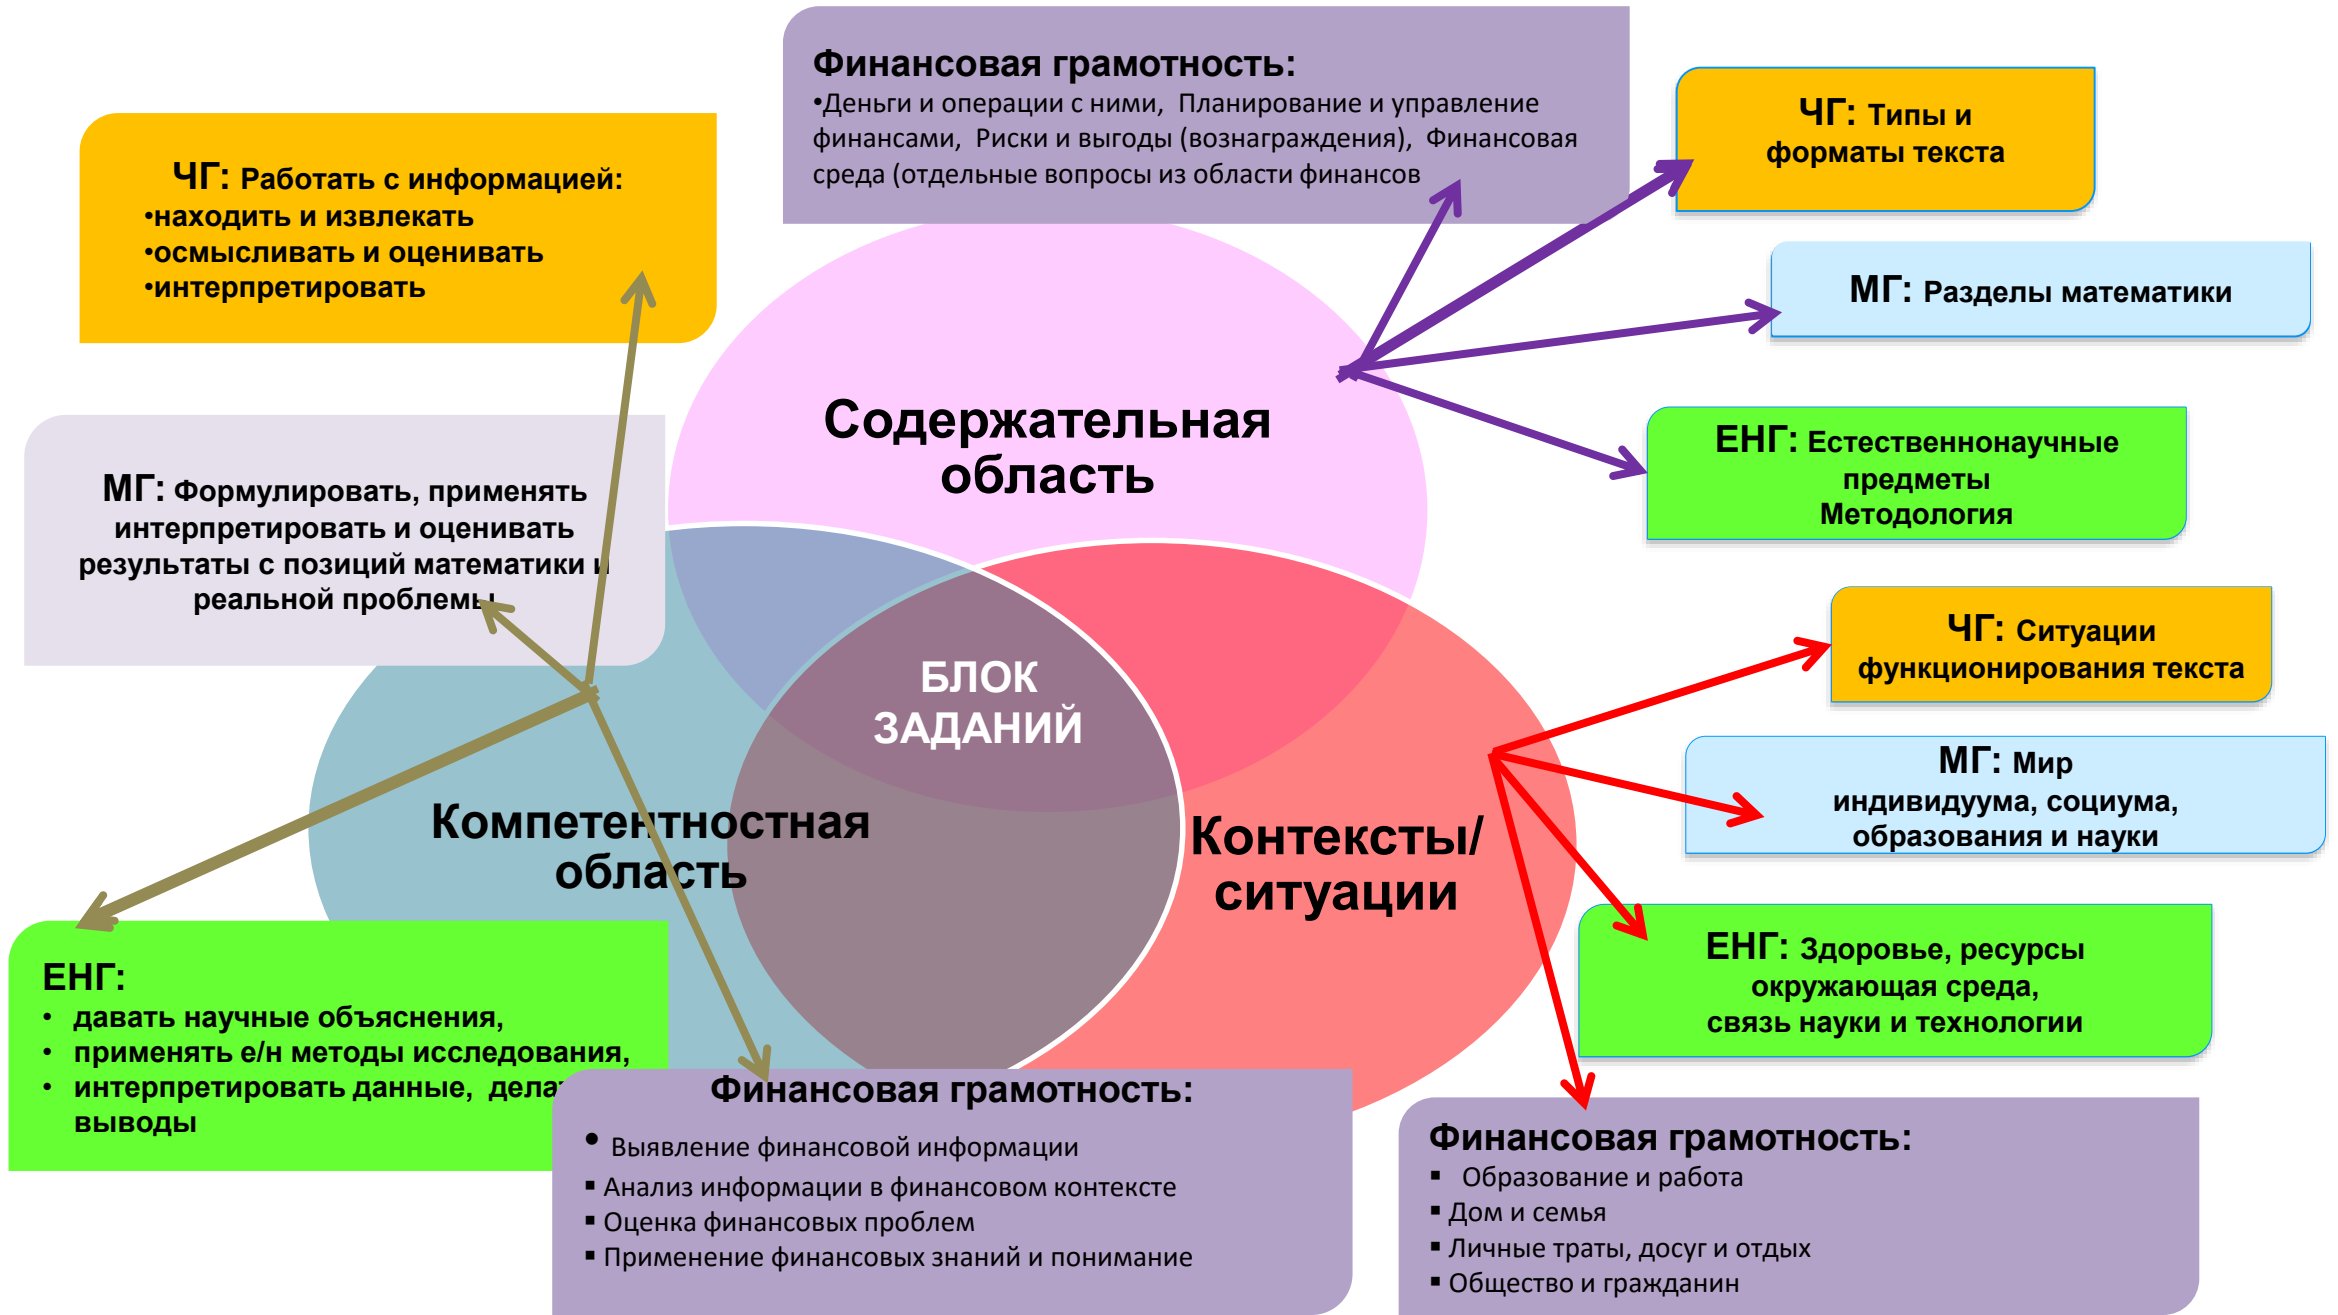 Финансовая грамотность:
•Деньги и операции с ними, Планирование и управление
финансами, Риски и выгоды (вознаграждения), Финансовая
среда (отдельные вопросы из области финансов
ЧГ: Типы и
форматы текста
ЧГ: Работать с информацией:
•находить и извлекать
•осмысливать и оценивать
•интерпретировать
МГ: Разделы математики
Содержательная
область
ЕНГ: Естественнонаучные
предметы
Методология
МГ: Формулировать, применять
интерпретировать и оценивать
результаты с позиций математики и
реальной проблемы
ЧГ: Ситуации
функционирования текста
БЛОК
ЗАДАНИЙ
МГ: Мир
индивидуума, социума,
образования и науки
Компетентностная
область
Контексты/
ситуации
ЕНГ: Здоровье, ресурсы
окружающая среда,
связь науки и технологии
ЕНГ:
• давать научные объяснения,
• применять е/н методы исследования,
• интерпретировать данные,
выводы
Финансовая грамотность:
• Выявление финансовой информации
▪ Анализ информации в финансовом контексте
▪ Оценка финансовых проблем
▪ Применение финансовых знаний и понимание
Финансовая грамотность:
▪ Образование и работа
▪ Дом и семья
▪ Личные траты, досуг и отдых
▪ Общество и гражданин